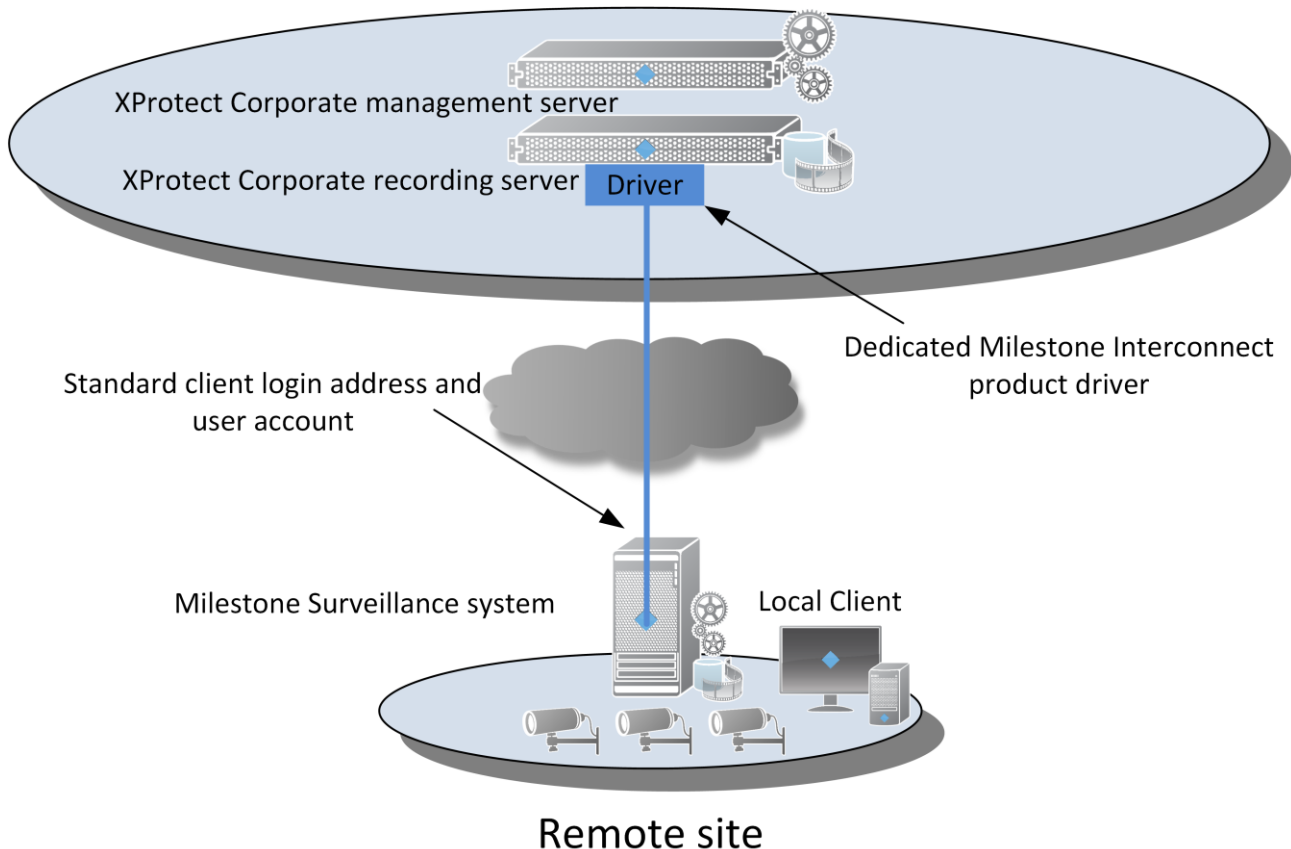 XProtect Corporate management server
XProtect Corporate recording server
Driver
Dedicated Milestone Interconnect
product driver
Standard client login address and
user account
Milestone Surveillance system
Local Client
Remote site